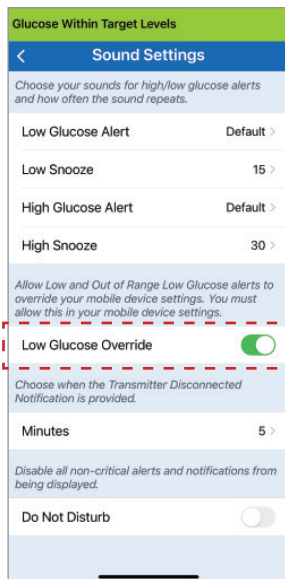 Glucose Within Target Levels
Sound Settings
Choose your sounds for high/low glucose alerts
and how often the sound repeats.
Low Glucose Alert Default
Low Snooze 15
High Glucose Alert Default
High Snooze 30
Allow Low and Out of Range Low Glucose alerts to
override your mobile device settings. You must
allow this in your mobile device settings.
Low Glucose Override
Choose when the Transmitter Disconnected
Notification is provided.
Minutes 5
Disable all non-critical alerts and notifications from
being displayed.
Do Not Disturb